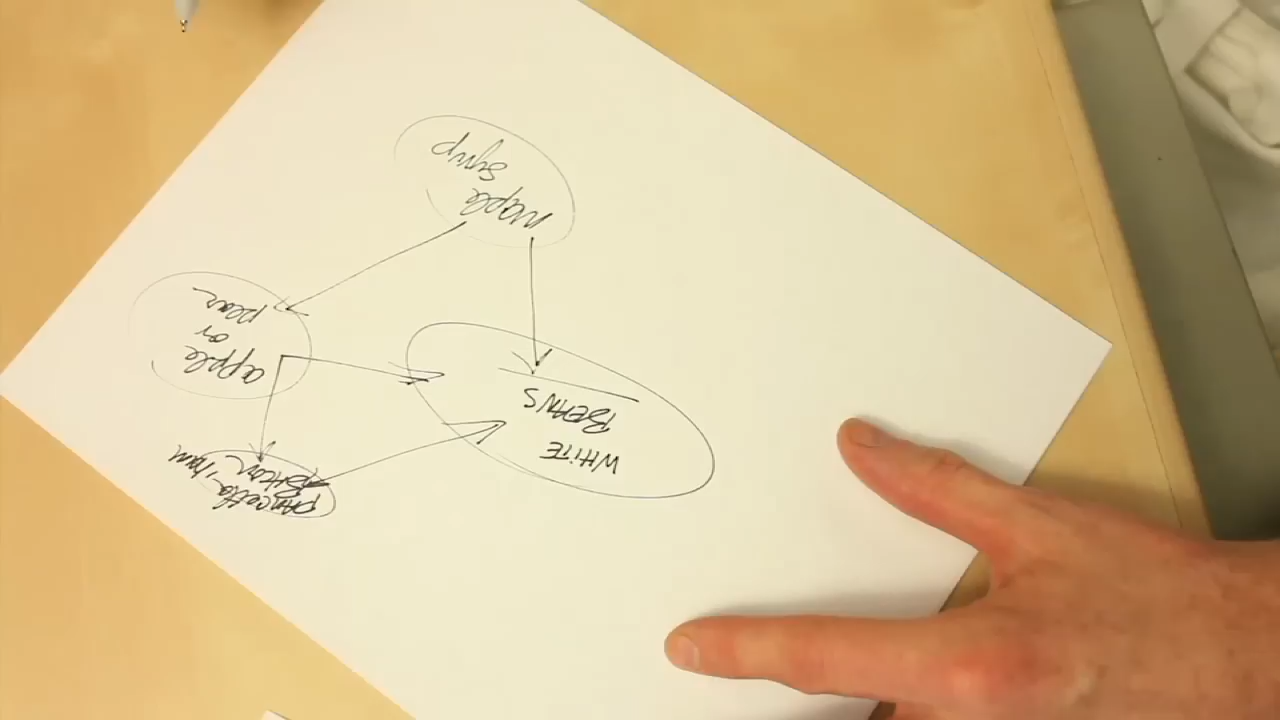 WHITE
BEANS
pancetta, ham
Bacon
apple
or
pear
maple
syrup